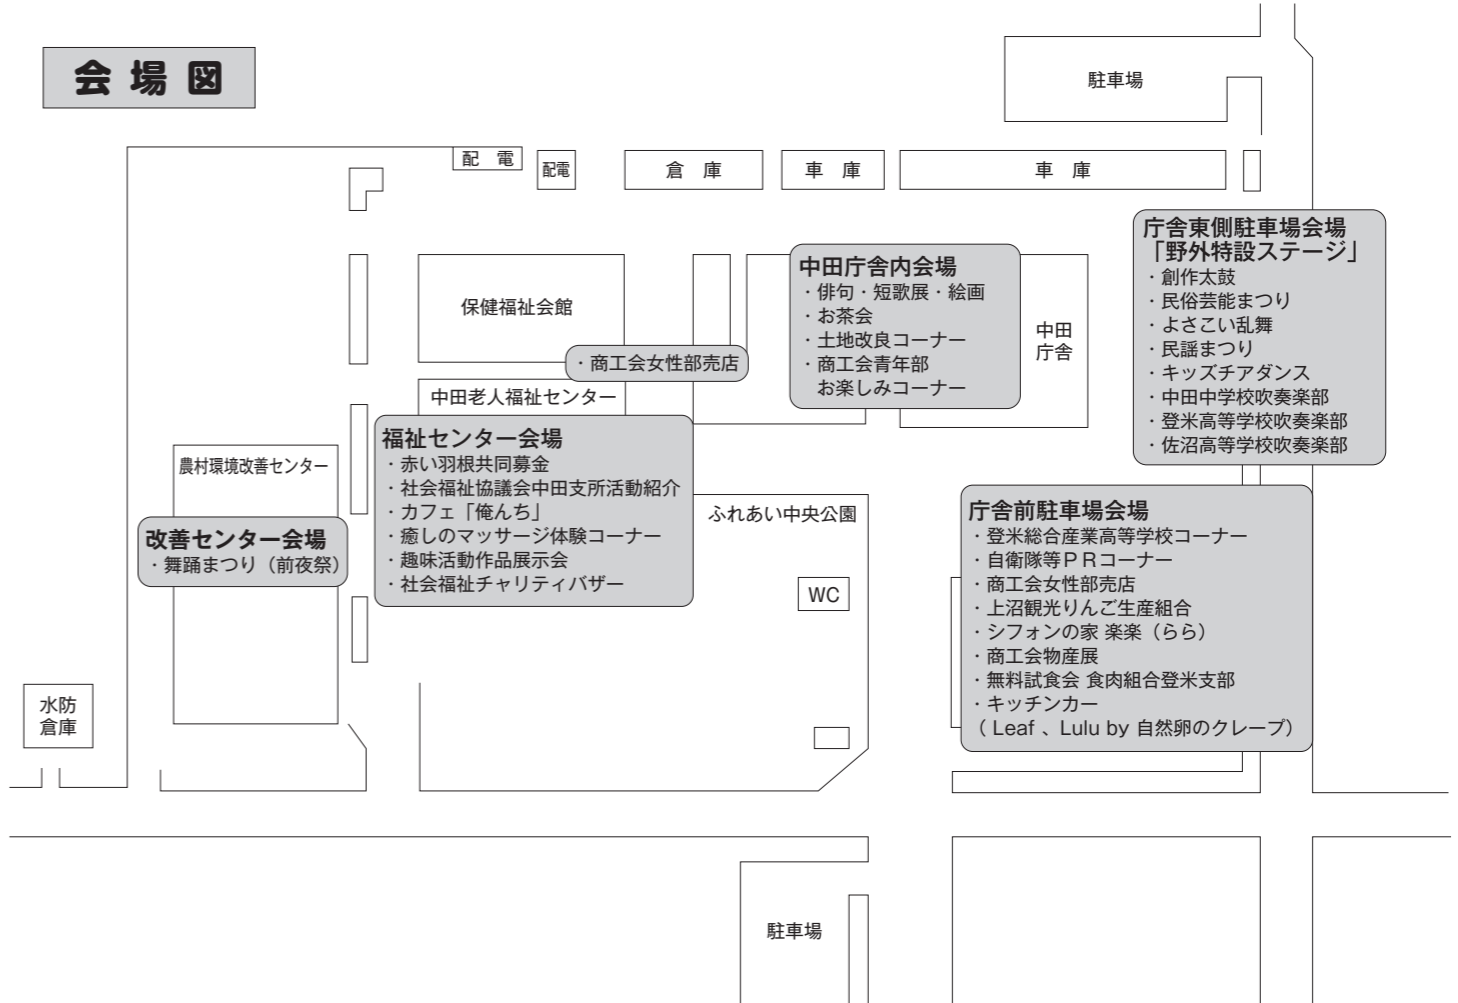 会場図
駐車場
配　電
配電
倉　庫
車　庫
車　庫
保健福祉会館
・商工会女性部売店
中田老人福祉センター
中田庁舎内会場
・俳句・短歌展・絵画
・お茶会
・土地改良コーナー
・商工会青年部
お楽しみコーナー
中田
庁舎
庁舎東側駐車場会場
「野外特設ステージ」
・創作太鼓
・民俗芸能まつり
・よさこい乱舞
・民謡まつり
・キッズチアダンス
・中田中学校吹奏楽部
・登米高等学校吹奏楽部
・佐沼高等学校吹奏楽部
農村環境改善センター
改善センター会場
・舞踊まつり（前夜祭）
福祉センター会場
・赤い羽根共同募金
・社会福祉協議会中田支所活動紹介
・カフェ「俺んち」
・癒しのマッサージ体験コーナー
・趣味活動作品展示会
・社会福祉チャリティバザー
ふれあい中央公園
WC
庁舎前駐車場会場
・登米総合産業高等学校コーナー
・自衛隊等ＰＲコーナー
・商工会女性部売店
・上沼観光りんご生産組合
・シフォンの家 楽楽（らら）
・商工会物産展
・無料試食会 食肉組合登米支部
・キッチンカー
（ Leaf 、Lulu by 自然卵のクレープ）
水防
倉庫
駐車場